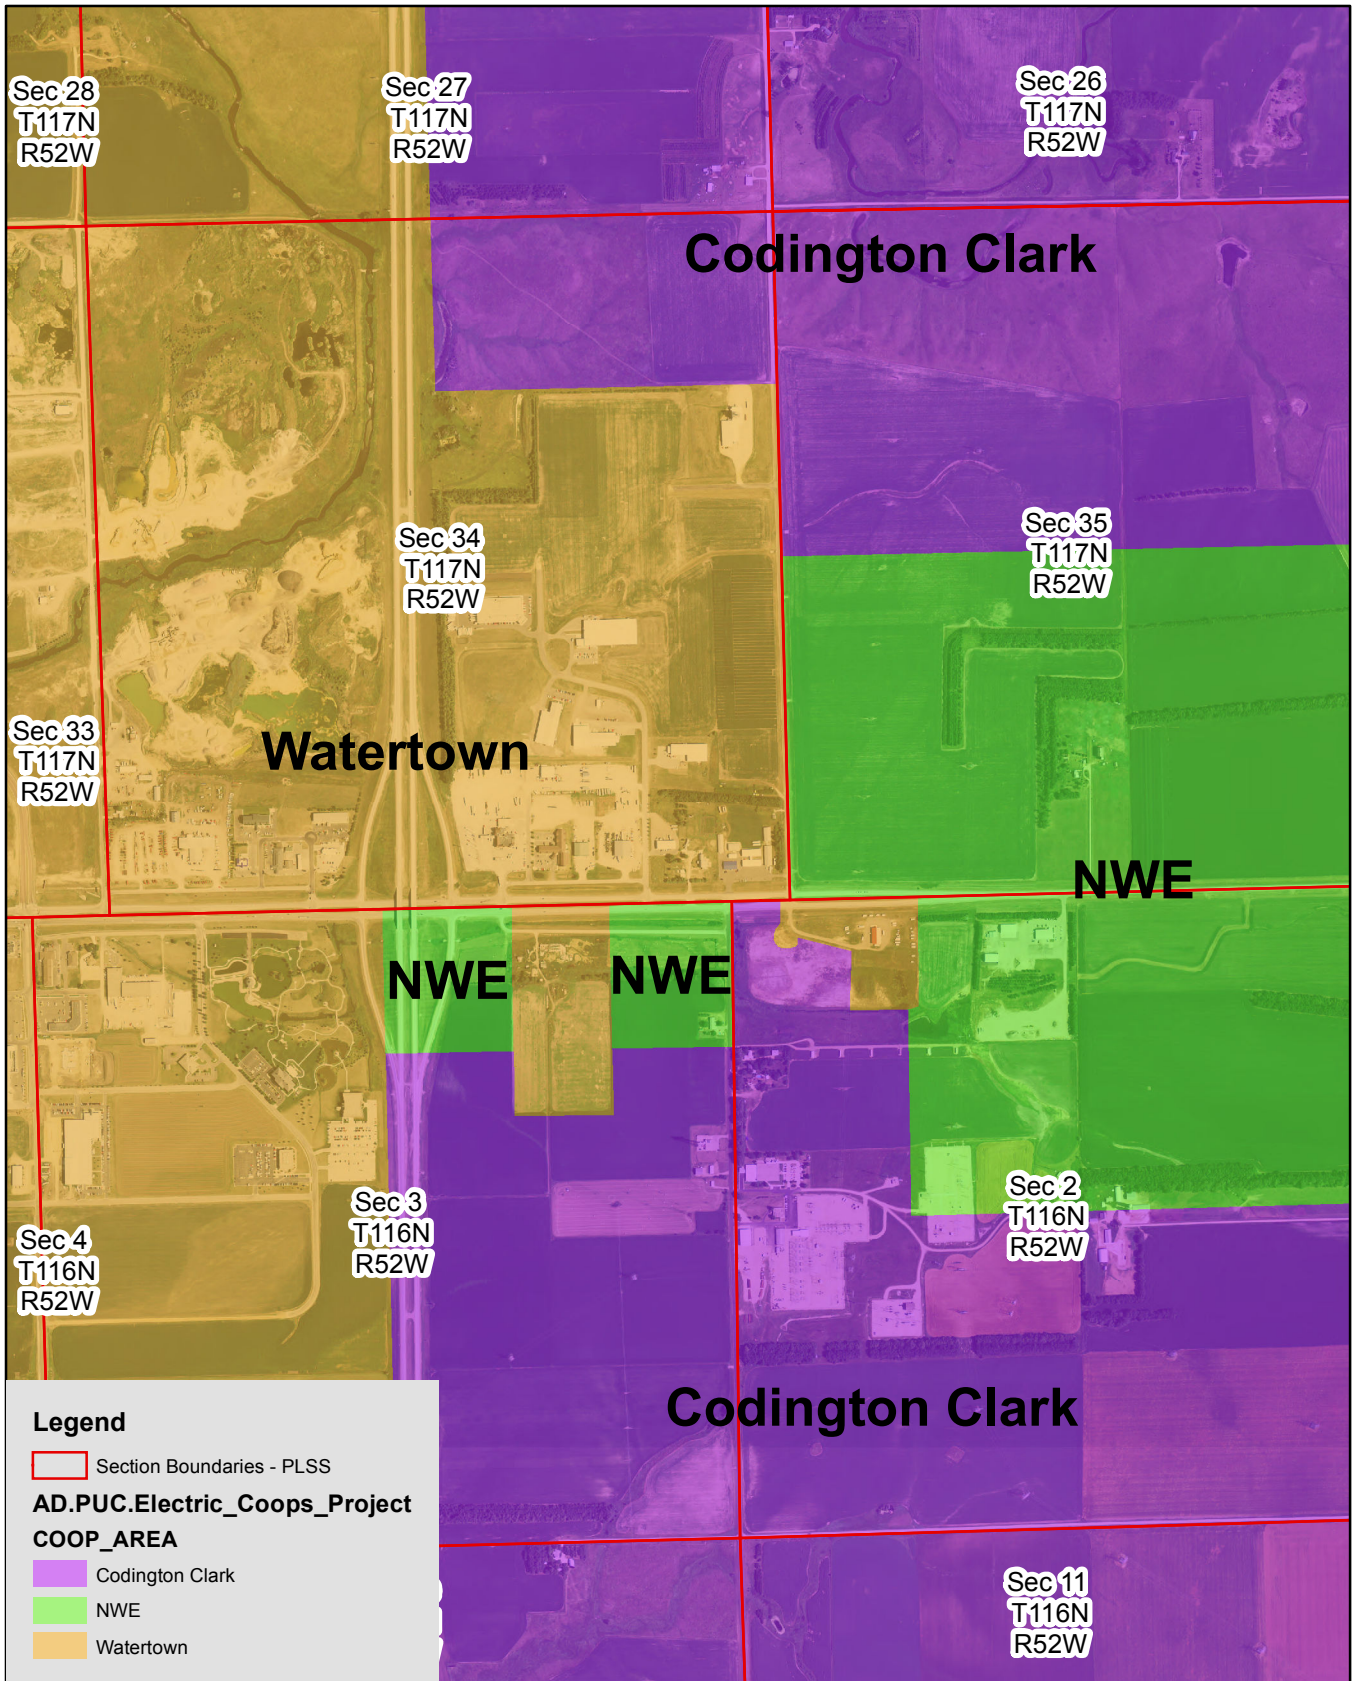 Sec 28
T117N
R52W
Sec 27
T117N
R52W
Sec 26
T117N
R52W
Codington Clark
Sec 34
T117N
R52W
Sec 35
T117N
R52W
Sec 33
T117N
R52W
Watertown
NWE
NWE
NWE
Sec 3
T116N
R52W
Sec 2
T116N
R52W
Sec 4
T116N
R52W
Codington Clark
Legend
Section Boundaries - PLSS
AD.PUC.Electric_Coops_Project
COOP_AREA
Codington Clark
NWE
Watertown
Sec 11
T116N
R52W